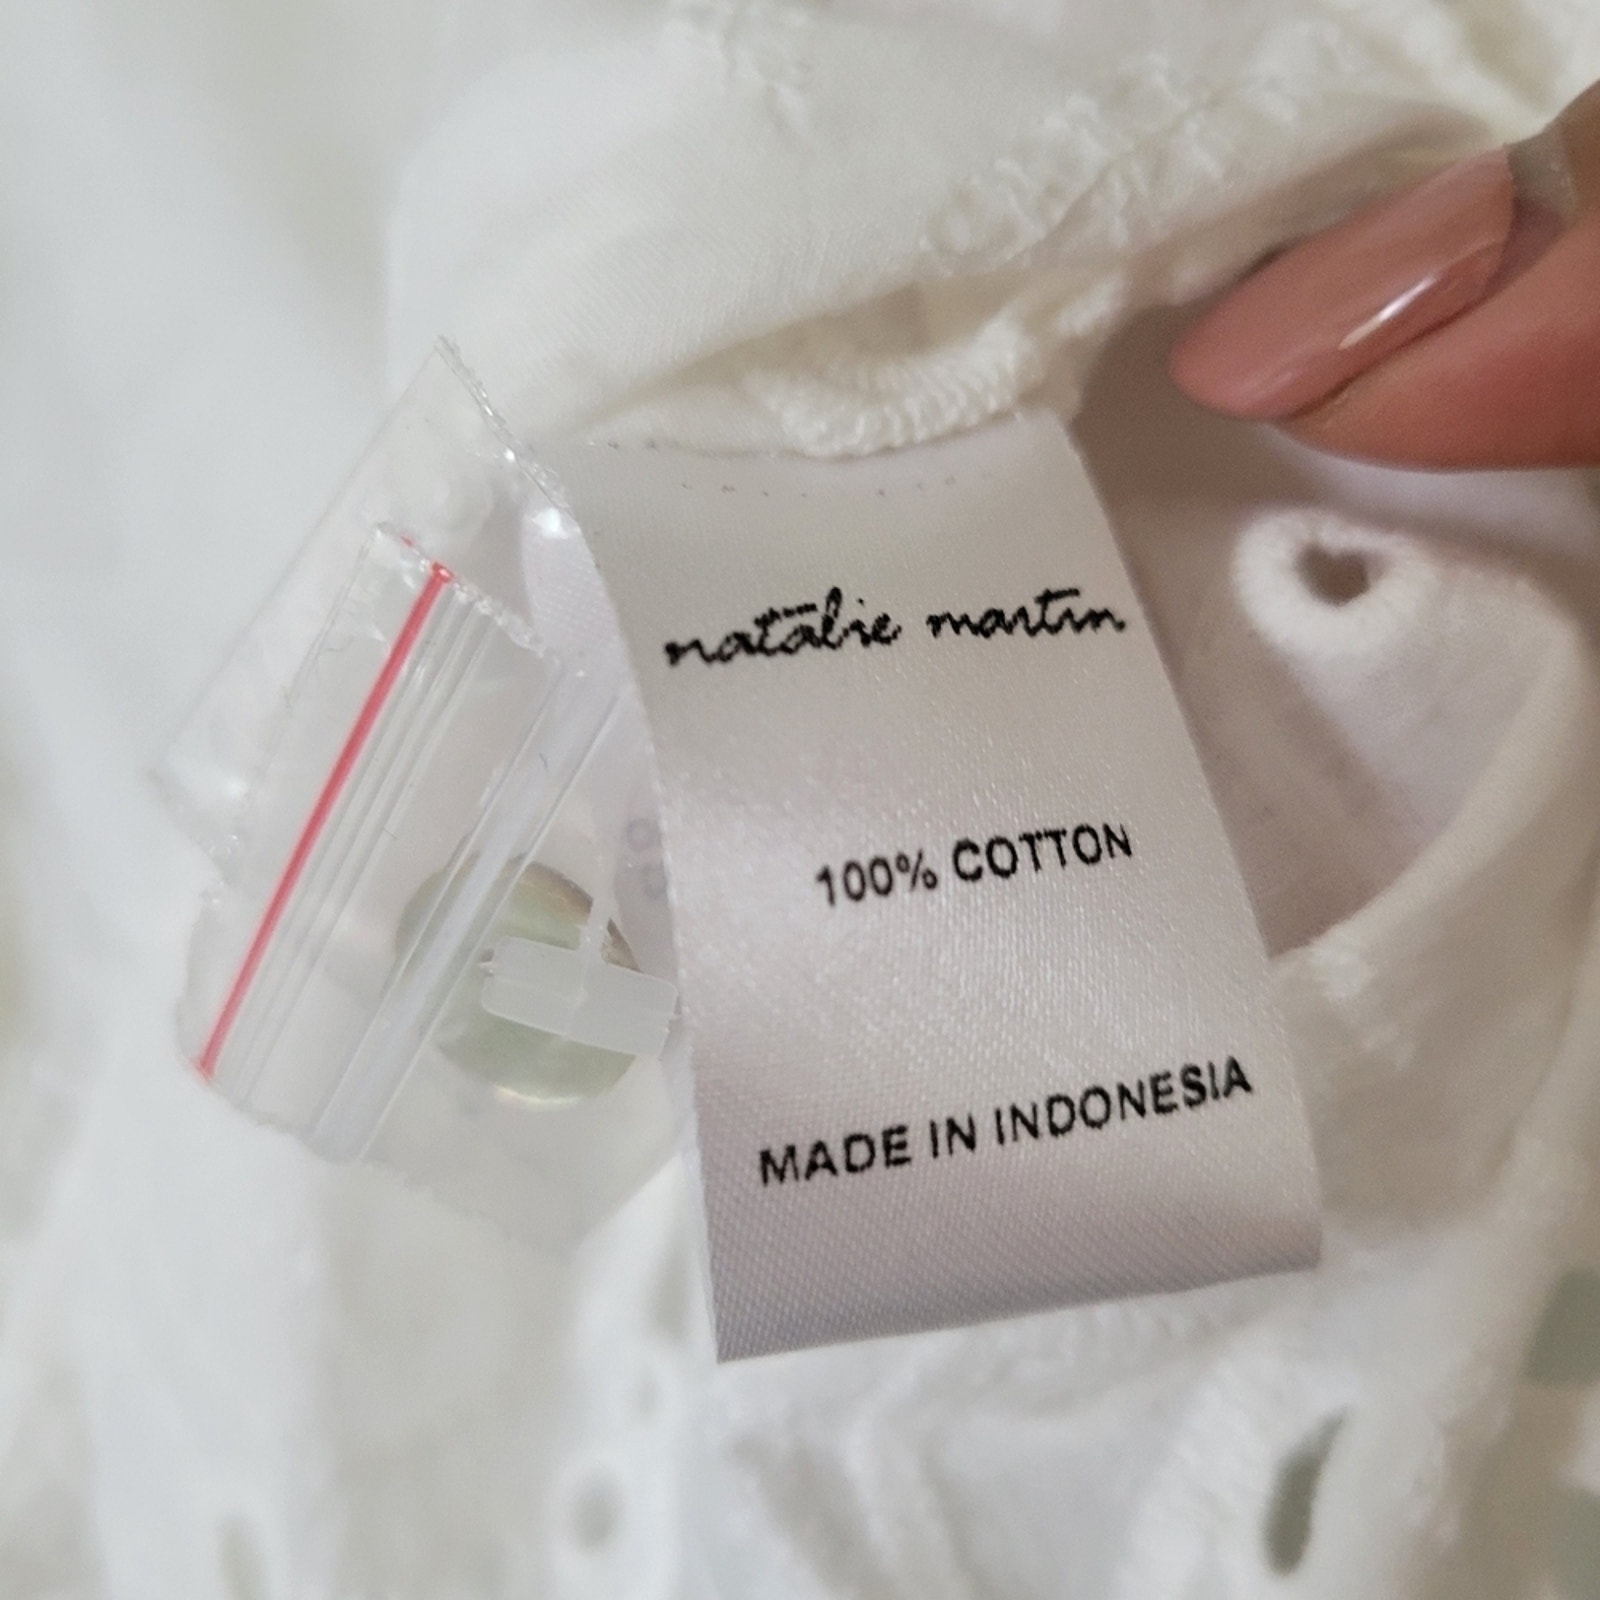 natalie martin
100% COTTON
MADE IN INDONESIA